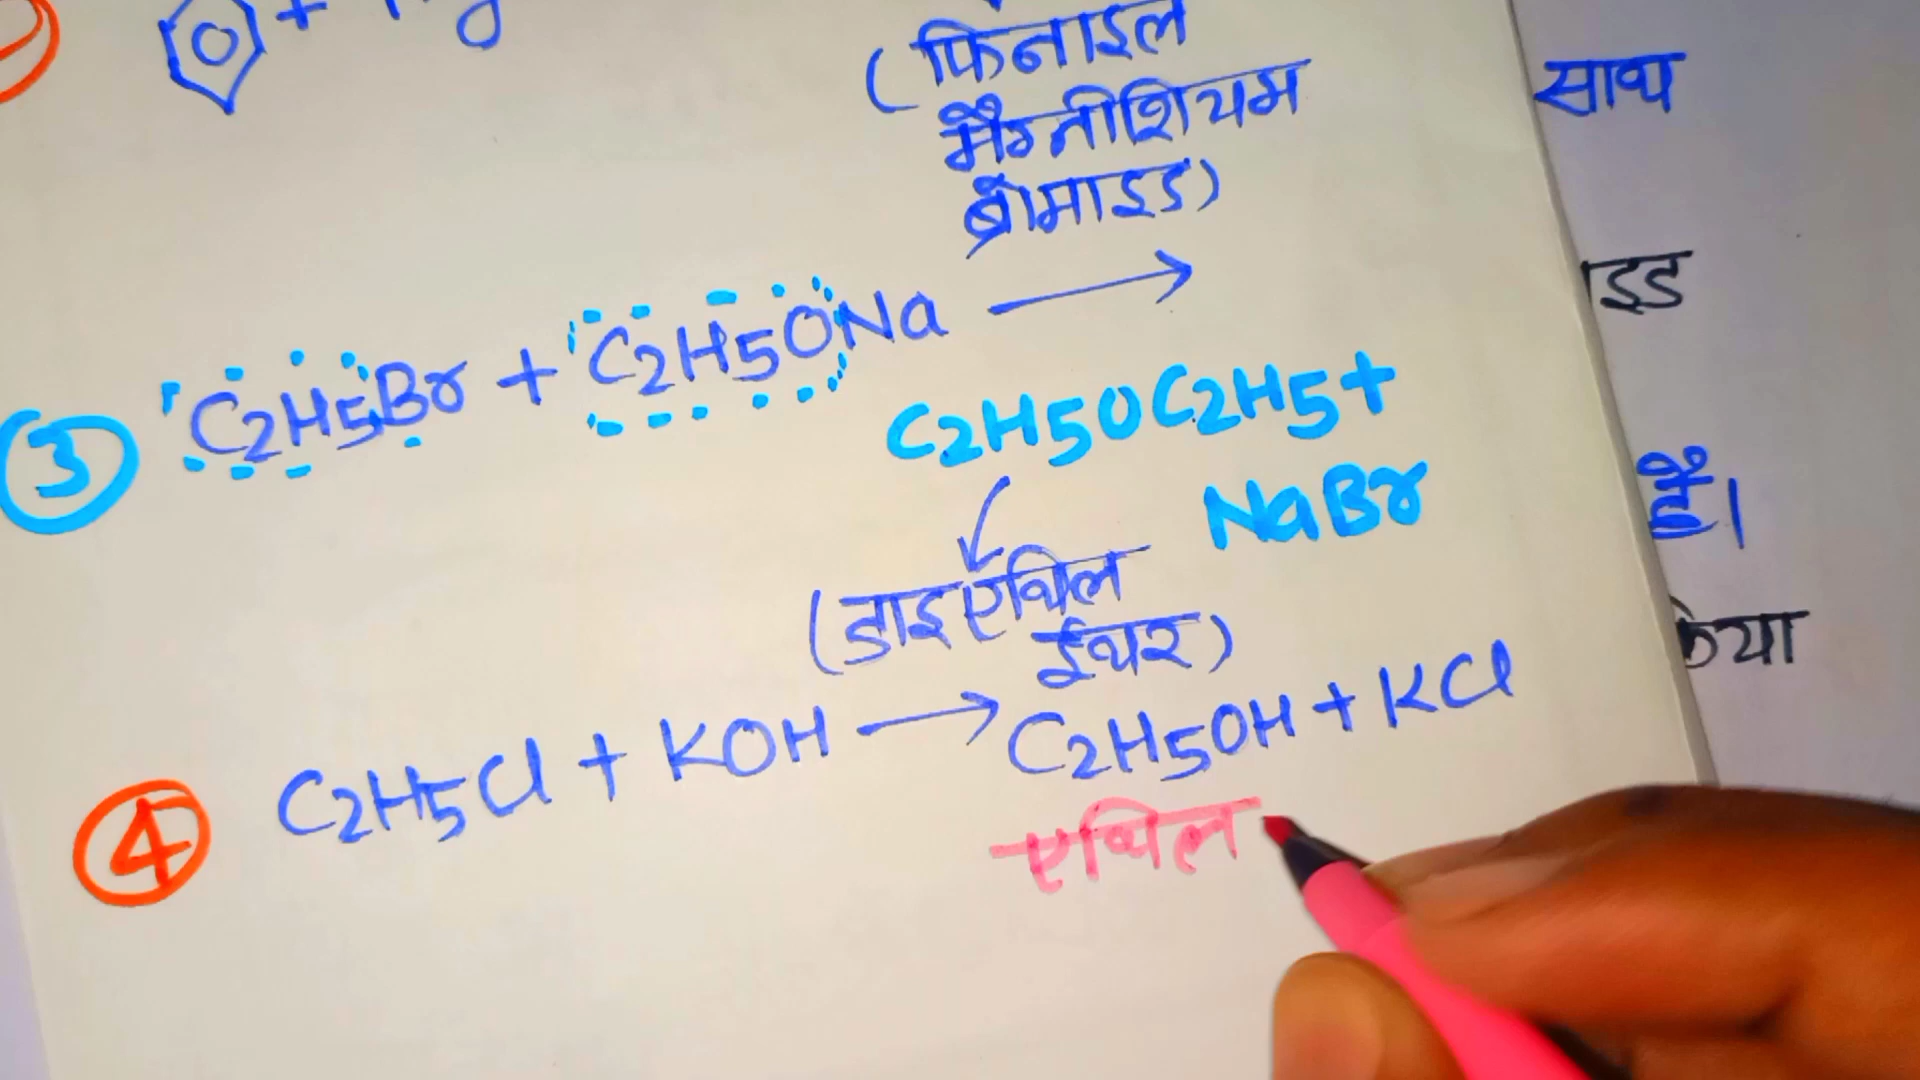 (फिनाइल
मैग्नीशियम
ब्रोमाइड)
③ C2H5Br + C2H5ONa →
C2H5OC2H5+
NaBr
(डाइएथिल
ईथर)
④ C2H5Cl + KOH → C2H5OH + KCl
एथिल
साथ
इड
हैं।